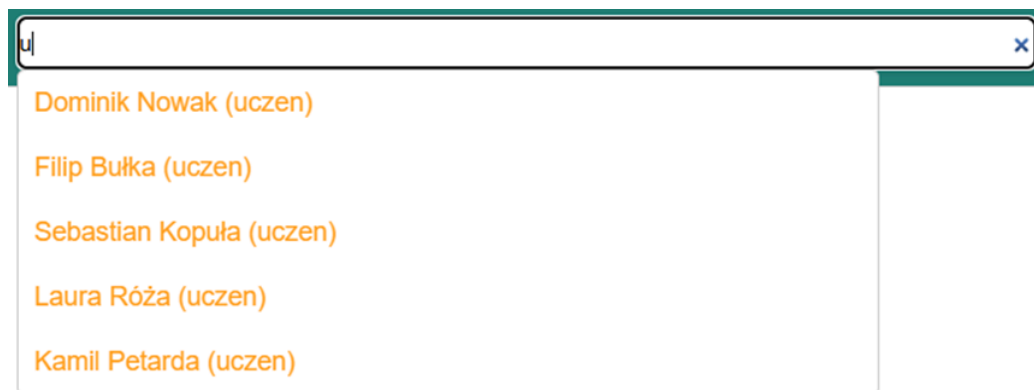 u
Dominik Nowak (uczen)
Filip Bułka (uczen)
Sebastian Kopuła (uczen)
Laura Róża (uczen)
Kamil Petarda (uczen)